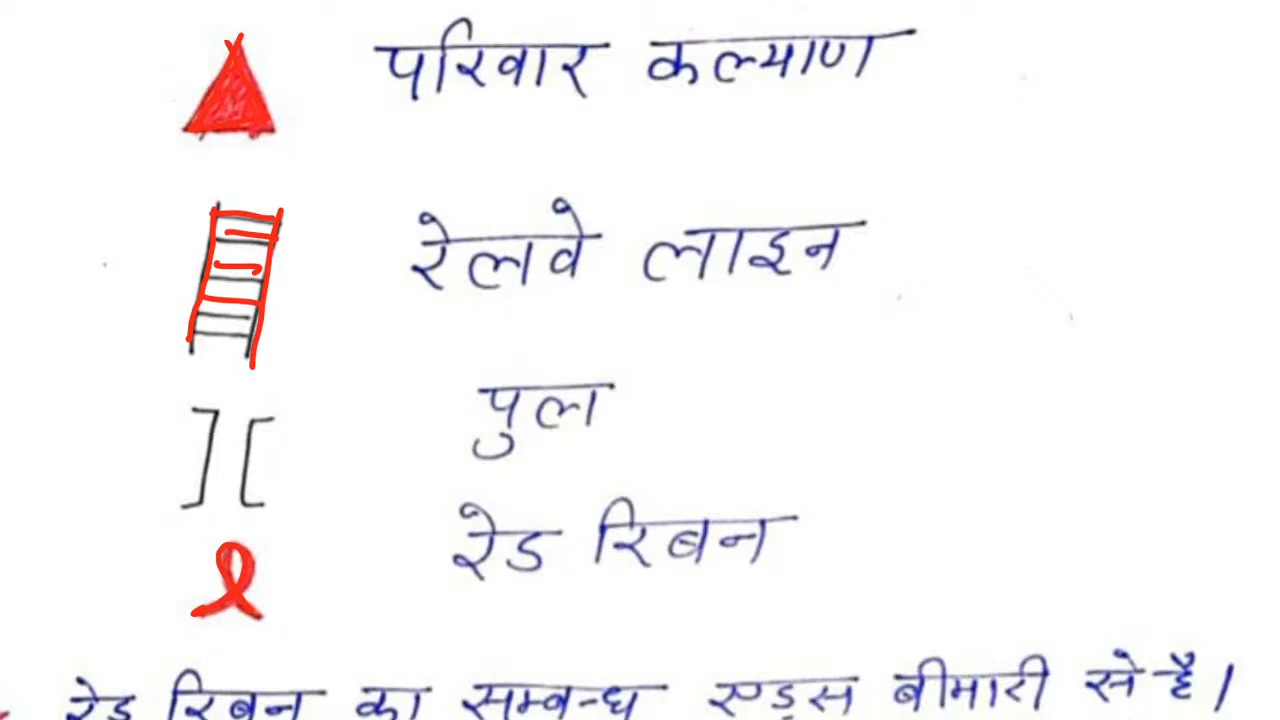 परिवार कल्याण
रेलवे लाइन
पुल
रेड रिबन
रेड रिबन का सम्बन्ध एड्स बीमारी से है।